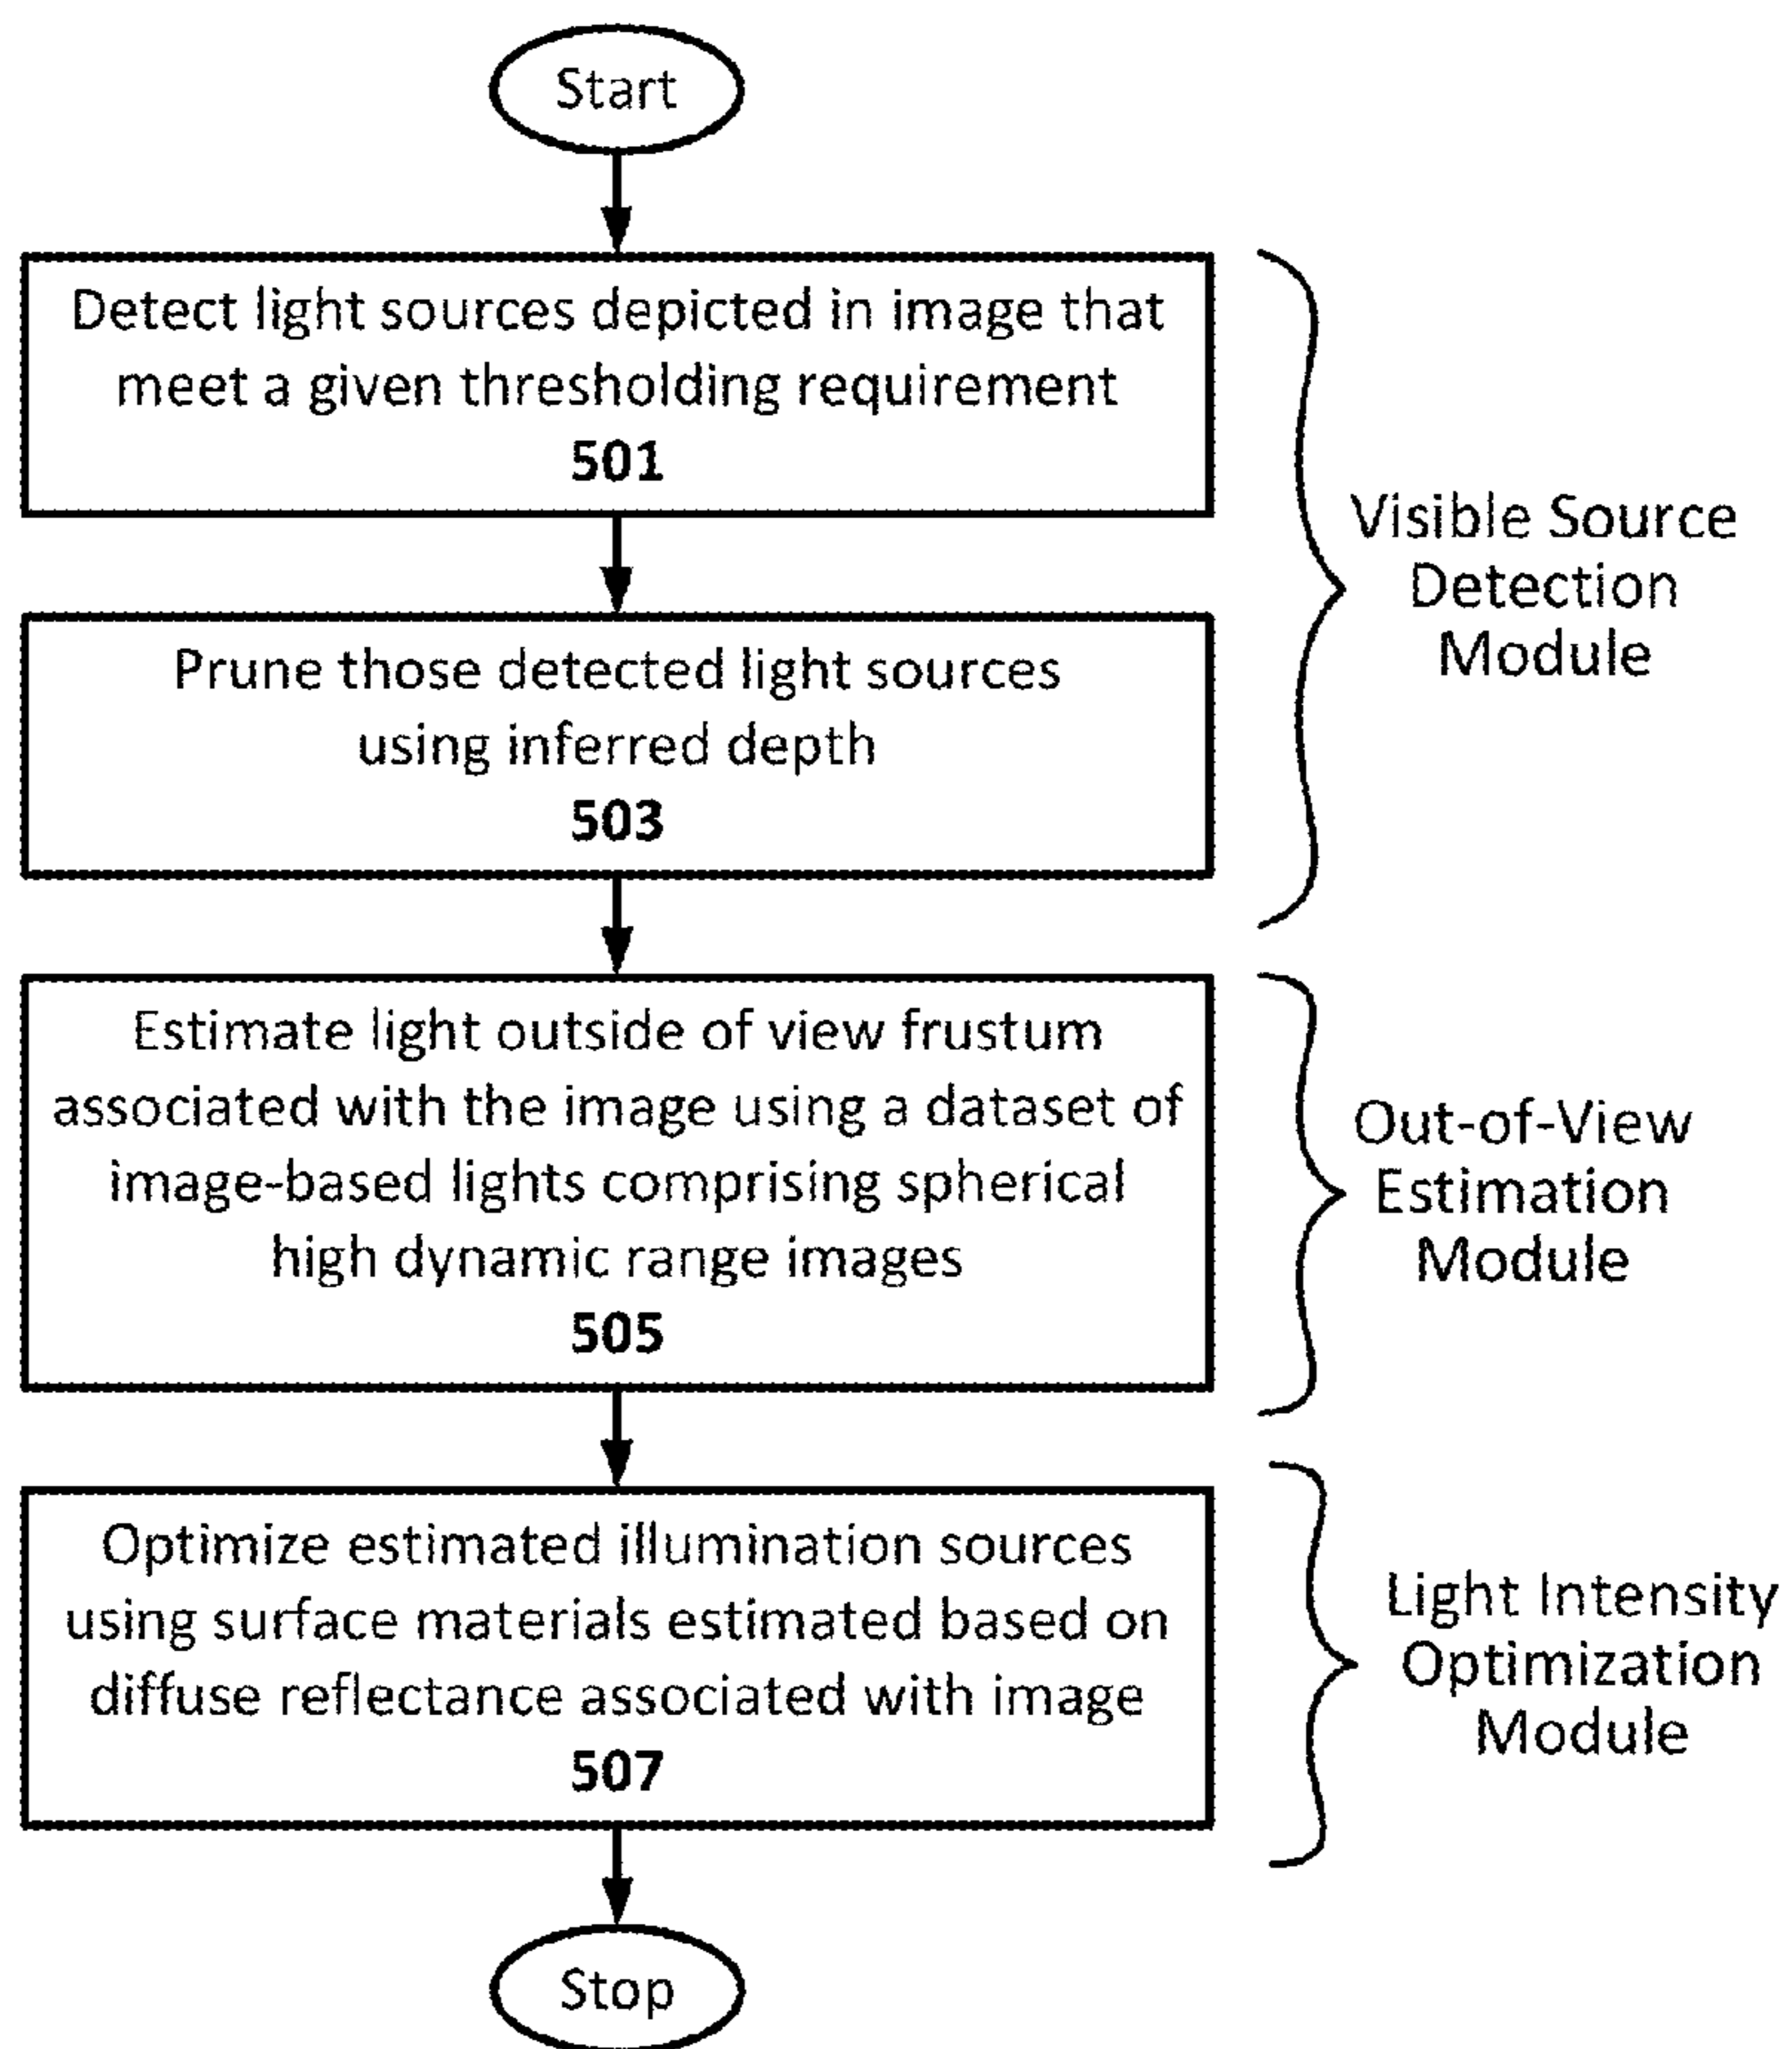 Start
Detect light sources depicted in image that
meet a given thresholding requirement
501
Prune those detected light sources
using inferred depth
503
Visible Source
Detection
Module
Estimate light outside of view frustum
associated with the image using a dataset of
image-based lights comprising spherical
high dynamic range images
505
Out-of-View
Estimation
Module
Optimize estimated illumination sources
using surface materials estimated based on
diffuse reflectance associated with image
507
Light Intensity
Optimization
Module
Stop